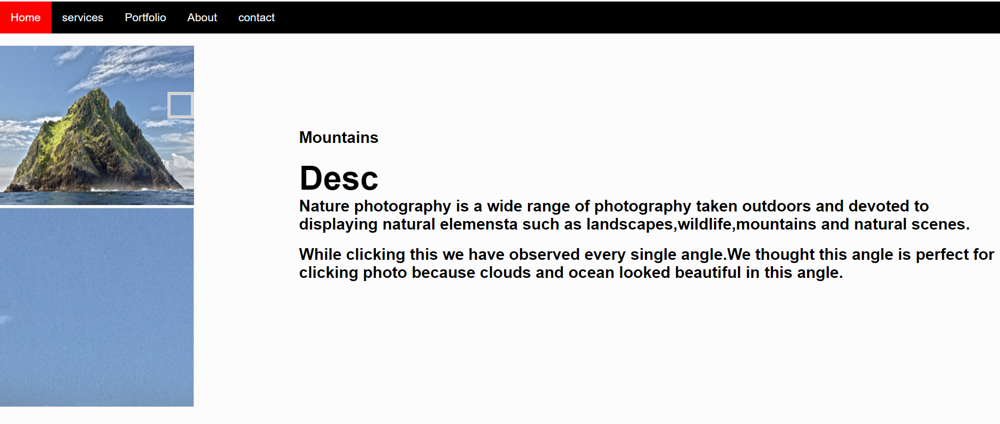 Home services Portfolio About contact
Mountains
Desc
Nature photography is a wide range of photography taken outdoors and devoted to
displaying natural elemensta such as landscapes,wildlife,mountains and natural scenes.
While clicking this we have observed every single angle.We thought this angle is perfect for
clicking photo because clouds and ocean looked beautiful in this angle.